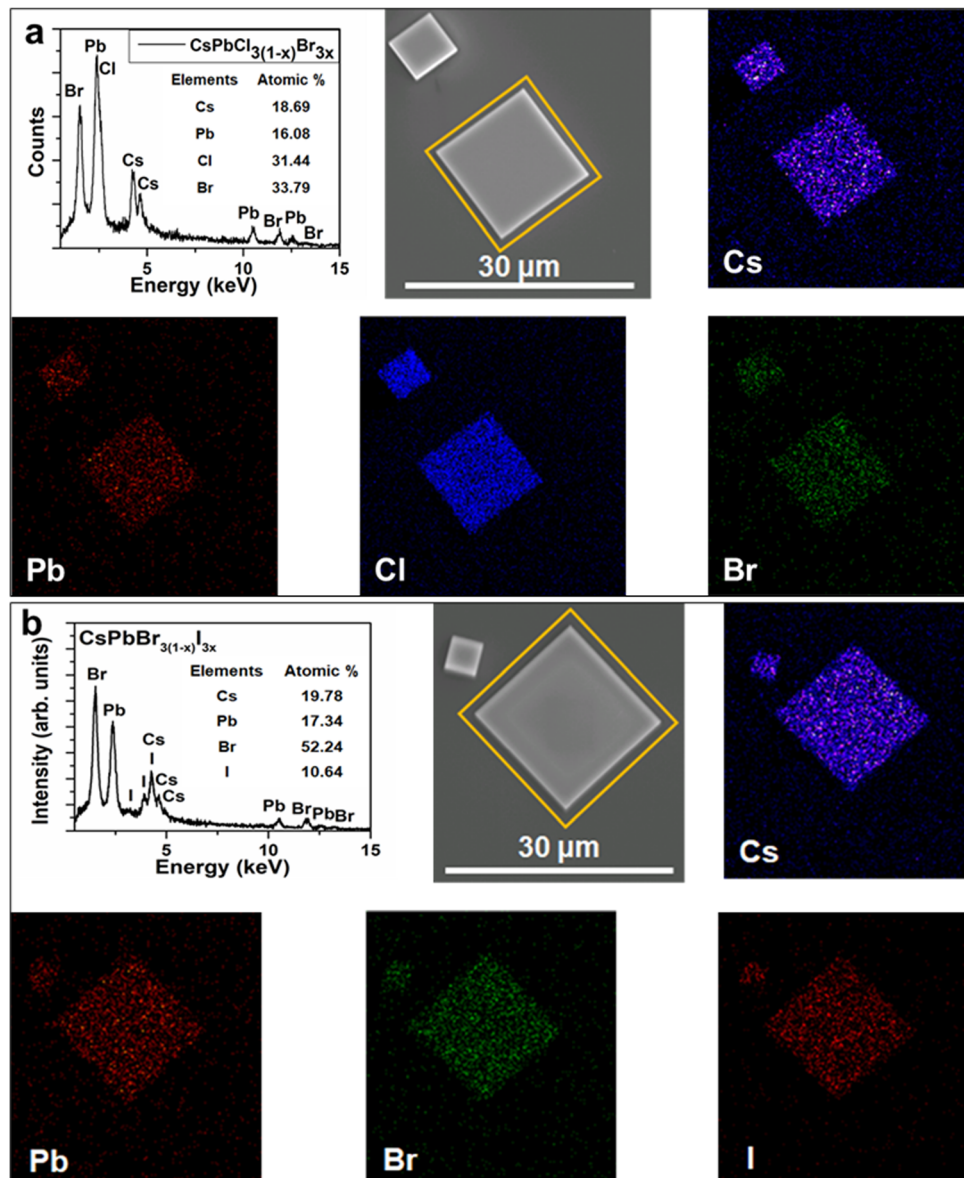 a
CsPbCl3(1-x)Br3x
Elements Atomic %
Cs 18.69
Pb 16.08
Cl 31.44
Br 33.79
Br
Pb
Cl
Cs
Cs
Pb
Br
Pb
Br
Counts
5 10 15
Energy (keV)
30 µm
Cs
Pb
Cl
Br
b
CsPbBr3(1-x)I3x
Elements Atomic %
Cs 19.78
Pb 17.34
Br 52.24
I 10.64
Br
Pb
I
I
Cs
I
Cs
Cs
Pb
Br
Pb
Br
Intensity (arb. units)
5 10 15
Energy (keV)
30 µm
Cs
Pb
Br
I